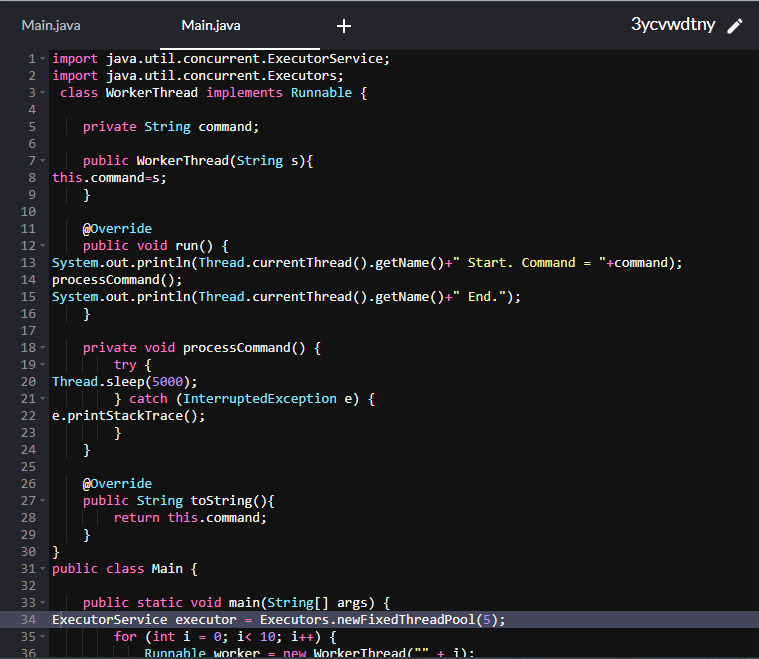 Main.java Main.java + 3ycvwdtny
1 import java.util.concurrent.ExecutorService;
2 import java.util.concurrent.Executors;
3 class WorkerThread implements Runnable {
4
5 private String command;
6
7 public WorkerThread(String s){
8 this.command=s;
9 }
10
11 @Override
12 public void run() {
13 System.out.println(Thread.currentThread().getName()+" Start. Command = "+command);
14 processCommand();
15 System.out.println(Thread.currentThread().getName()+" End.");
16 }
17
18 private void processCommand() {
19 try {
20 Thread.sleep(5000);
21 } catch (InterruptedException e) {
22 e.printStackTrace();
23 }
24 }
25
26 @Override
27 public String toString(){
28 return this.command;
29 }
30 }
31 public class Main {
32
33 public static void main(String[] args) {
34 ExecutorService executor = Executors.newFixedThreadPool(5);
35 for (int i = 0; i< 10; i++) {
36 Runnable worker = new WorkerThread("" + i);